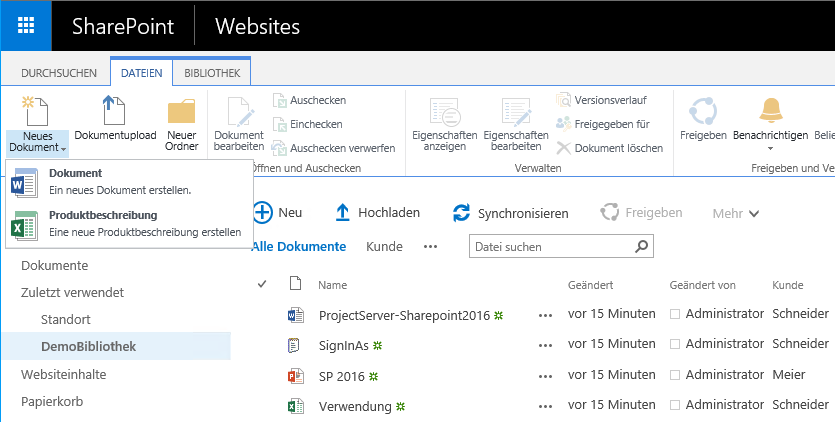 SharePoint Websites
DURCHSUCHEN DATEIEN BIBLIOTHEK
Neues Dokument
Dokumentupload
Neuer Ordner
Dokument bearbeiten
Auschecken
Einchecken
Auschecken verwerfen
Öffnen und Auschecken
Eigenschaften anzeigen
Eigenschaften bearbeiten
Versionsverlauf
Freigegeben für
Dokument löschen
Verwalten
Freigeben
Benachrichtigen
Belie
Freigeben und Ve
Dokument
Ein neues Dokument erstellen.
Produktbeschreibung
Eine neue Produktbeschreibung erstellen
Dokumente
Zuletzt verwendet
Standort
DemoBibliothek
Websiteinhalte
Papierkorb
Neu Hochladen Synchronisieren Freigeben Mehr
Alle Dokumente Kunde ••• Datei suchen
Name Geändert Geändert von Kunde
ProjectServer-Sharepoint2016 ••• vor 15 Minuten Administrator Schneider
SignInAs ••• vor 15 Minuten Administrator Schneider
SP 2016 ••• vor 15 Minuten Administrator Meier
Verwendung ••• vor 15 Minuten Administrator Schneider